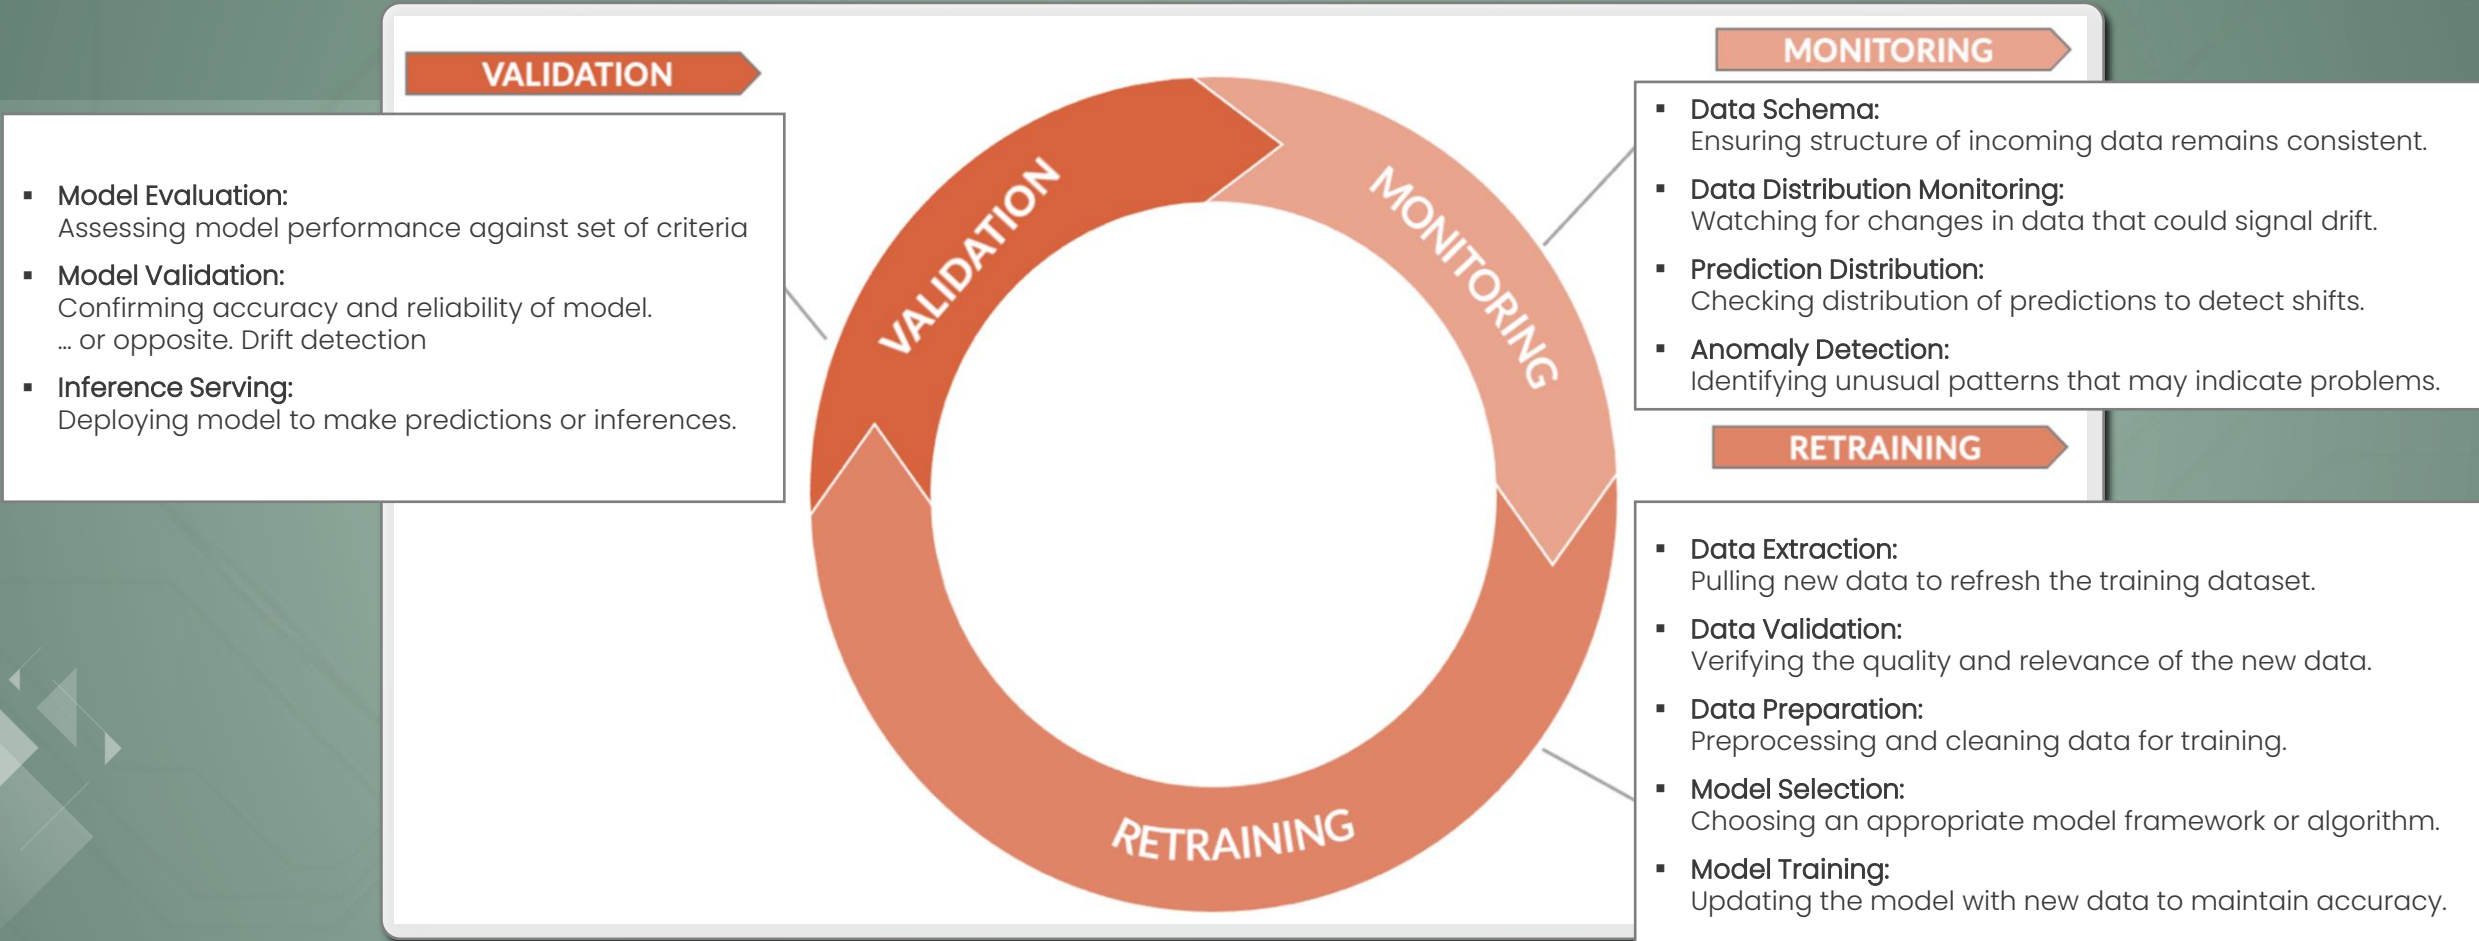 VALIDATION
▪ Model Evaluation:
Assessing model performance against set of criteria
▪ Model Validation:
Confirming accuracy and reliability of model.
... or opposite. Drift detection
▪ Inference Serving:
Deploying model to make predictions or inferences.
VALIDATION
MONITORING
RETRAINING
MONITORING
▪ Data Schema:
Ensuring structure of incoming data remains consistent.
▪ Data Distribution Monitoring:
Watching for changes in data that could signal drift.
▪ Prediction Distribution:
Checking distribution of predictions to detect shifts.
▪ Anomaly Detection:
Identifying unusual patterns that may indicate problems.
RETRAINING
▪ Data Extraction:
Pulling new data to refresh the training dataset.
▪ Data Validation:
Verifying the quality and relevance of the new data.
▪ Data Preparation:
Preprocessing and cleaning data for training.
▪ Model Selection:
Choosing an appropriate model framework or algorithm.
▪ Model Training:
Updating the model with new data to maintain accuracy.